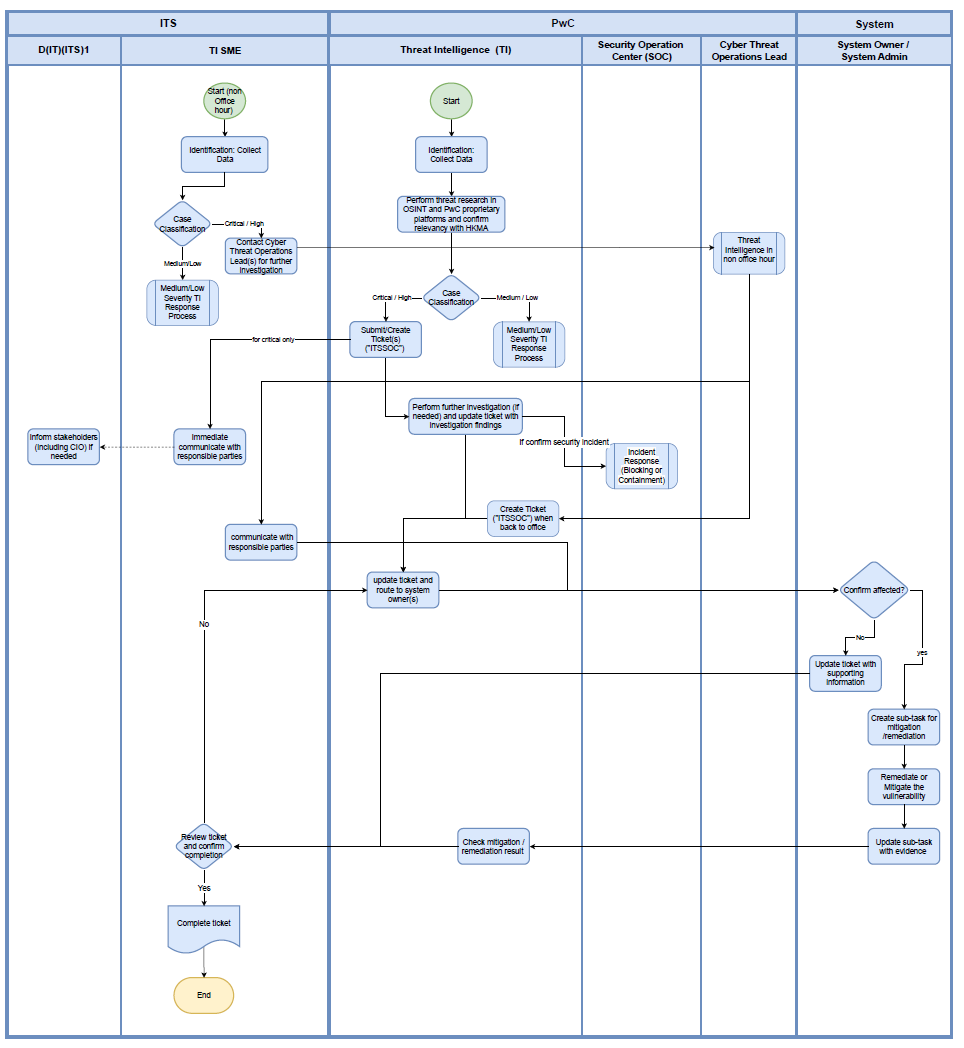 ITS
PwC
System
D(IT)(ITS)1
TI SME
Threat Intelligence (TI)
Security Operation
Center (SOC)
Cyber Threat
Operations Lead
System Owner /
System Admin
Start (non
Office
hour)
Start
Identification: Collect
Data
Identification:
Collect Data
Perform threat research in
OSINT and PwC proprietary
platforms and confirm
relevancy with HKMA
Case
Classification
Critical / High
Contact Cyber
Threat Operations
Lead(s) for further
investigation
Threat
Intelligence in
non office hour
Medium/Low
Medium/Low
Severity TI
Response
Process
Case
Classification
Critical / High
Medium / Low
Submit/Create
Ticket(s)
("ITSSOC")
Medium/Low
Severity TI
Response
Process
for critical only
Perform further investigation (if
needed) and update ticket with
investigation findings
If confirm security incident
Inform stakeholders
(including CIO) if
needed
Immediate
communicate with
responsible parties
Incident
Response
(Blocking or
Containment)
Create Ticket
("ITSSOC") when
back to office
communicate with
responsible parties
update ticket and
route to system
owner(s)
Confirm affected?
No
No
yes
Update ticket with
supporting
information
Create sub-task for
mitigation
/remediation
Remediate or
Mitigate the
vulinerability
Review ticket
and confirm
completion
Check mitigation /
remediation result
Update sub-task
with evidence
Yes
Complete ticket
End